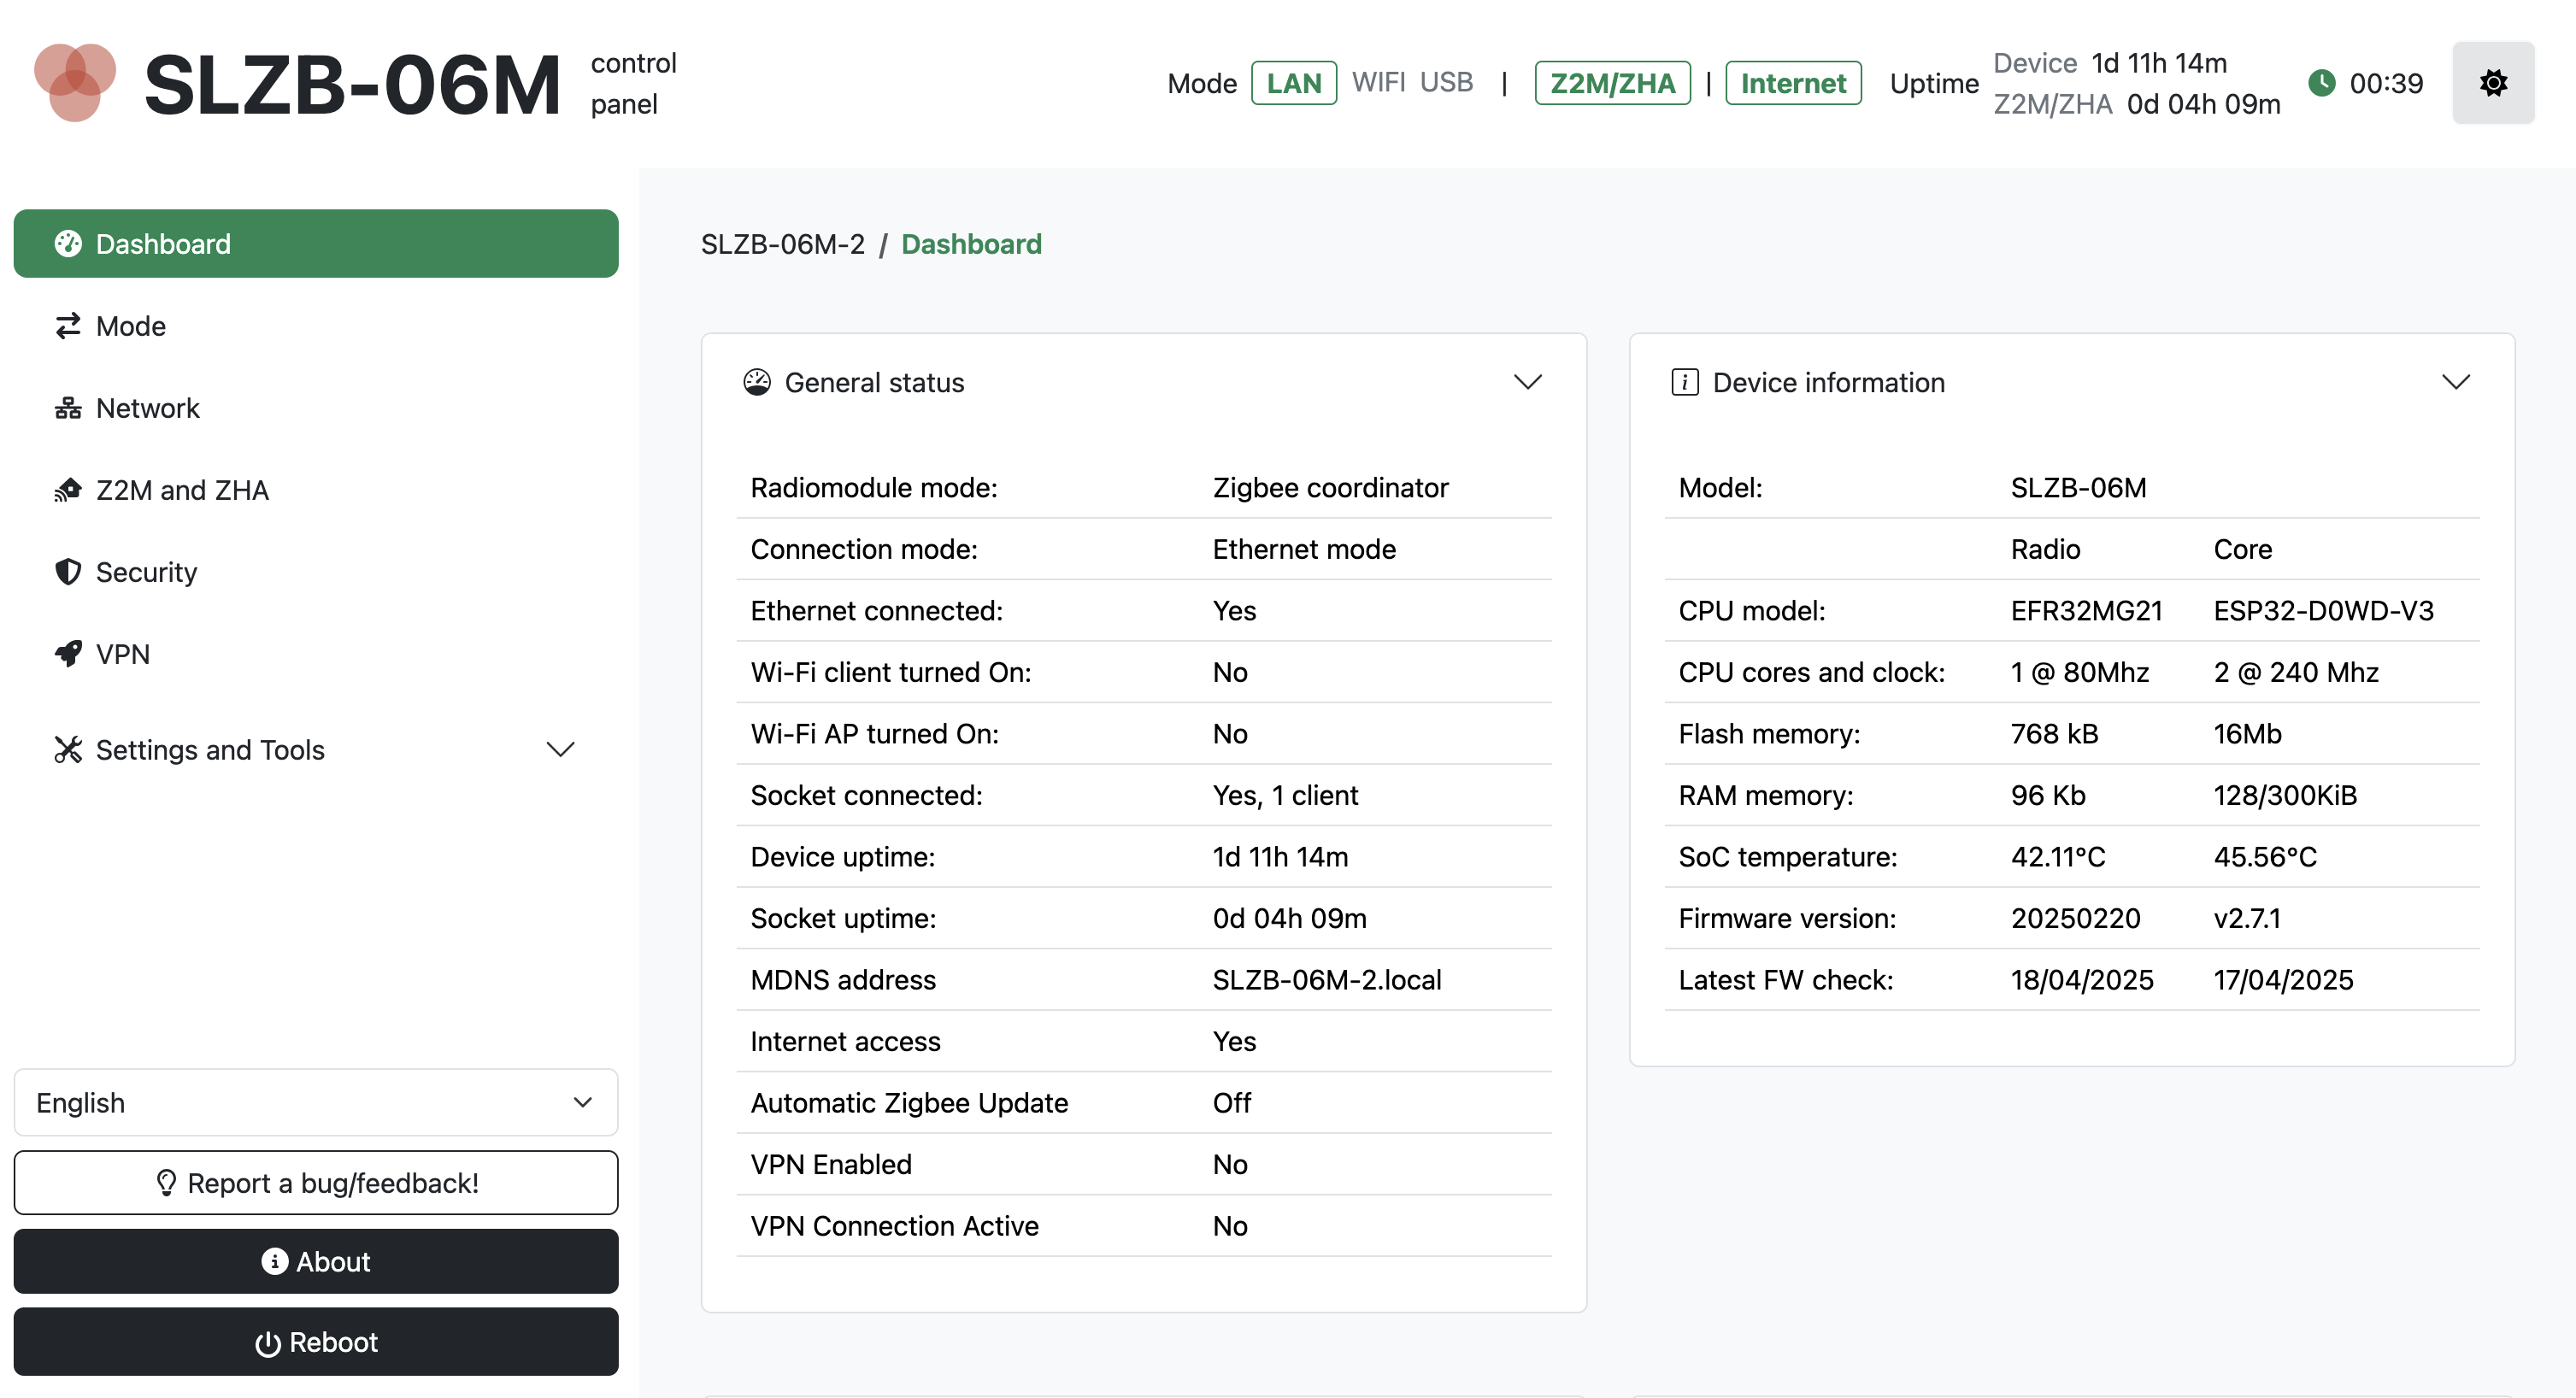 SLZB-06M control panel
Mode LAN WIFI USB | Z2M/ZHA | Internet Uptime Device 1d 11h 14m Z2M/ZHA 0d 04h 09m 00:39
Dashboard
Mode
Network
Z2M and ZHA
Security
VPN
Settings and Tools
English
Report a bug/feedback!
About
Reboot
SLZB-06M-2 / Dashboard
General status
Radiomodule mode: Zigbee coordinator
Connection mode: Ethernet mode
Ethernet connected: Yes
Wi-Fi client turned On: No
Wi-Fi AP turned On: No
Socket connected: Yes, 1 client
Device uptime: 1d 11h 14m
Socket uptime: 0d 04h 09m
MDNS address SLZB-06M-2.local
Internet access Yes
Automatic Zigbee Update Off
VPN Enabled No
VPN Connection Active No
Device information
Model: SLZB-06M
Radio Core
CPU model: EFR32MG21 ESP32-D0WD-V3
CPU cores and clock: 1 @ 80Mhz 2 @ 240 Mhz
Flash memory: 768 kB 16Mb
RAM memory: 96 Kb 128/300KiB
SoC temperature: 42.11°C 45.56°C
Firmware version: 20250220 v2.7.1
Latest FW check: 18/04/2025 17/04/2025